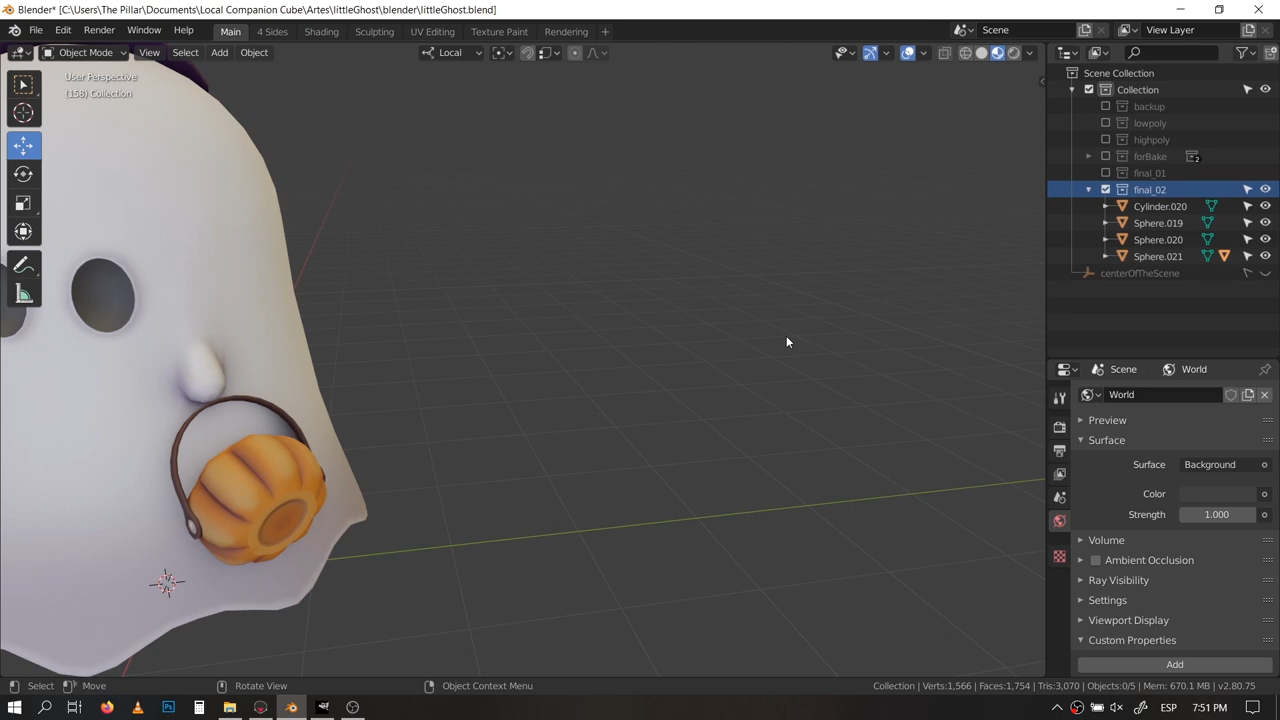 Blender* [C:\Users\The Pillar\Documents\Local Companion Cube\Artes\littleGhost\blender\littleGhost.blend]
File Edit Render Window Help Main 4 Sides Shading Sculpting UV Editing Texture Paint Rendering + Scene View Layer
Object Mode View Select Add Object Local
User Perspective
(158) Collection
Scene Collection
Collection
backup
lowpoly
highpoly
forBake 2
final_01
final_02
Cylinder.020
Sphere.019
Sphere.020
Sphere.021
centerOfTheScene
Scene World
World
Preview
Surface
Surface Background
Color
Strength 1.000
Volume
Ambient Occlusion
Ray Visibility
Settings
Viewport Display
Custom Properties
Add
Select Move Rotate View Object Context Menu Collection | Verts:1,566 | Faces:1,754 | Tris:3,070 | Objects:0/5 | Mem: 670.1 MB | v2.80.75
ESP 7:51 PM